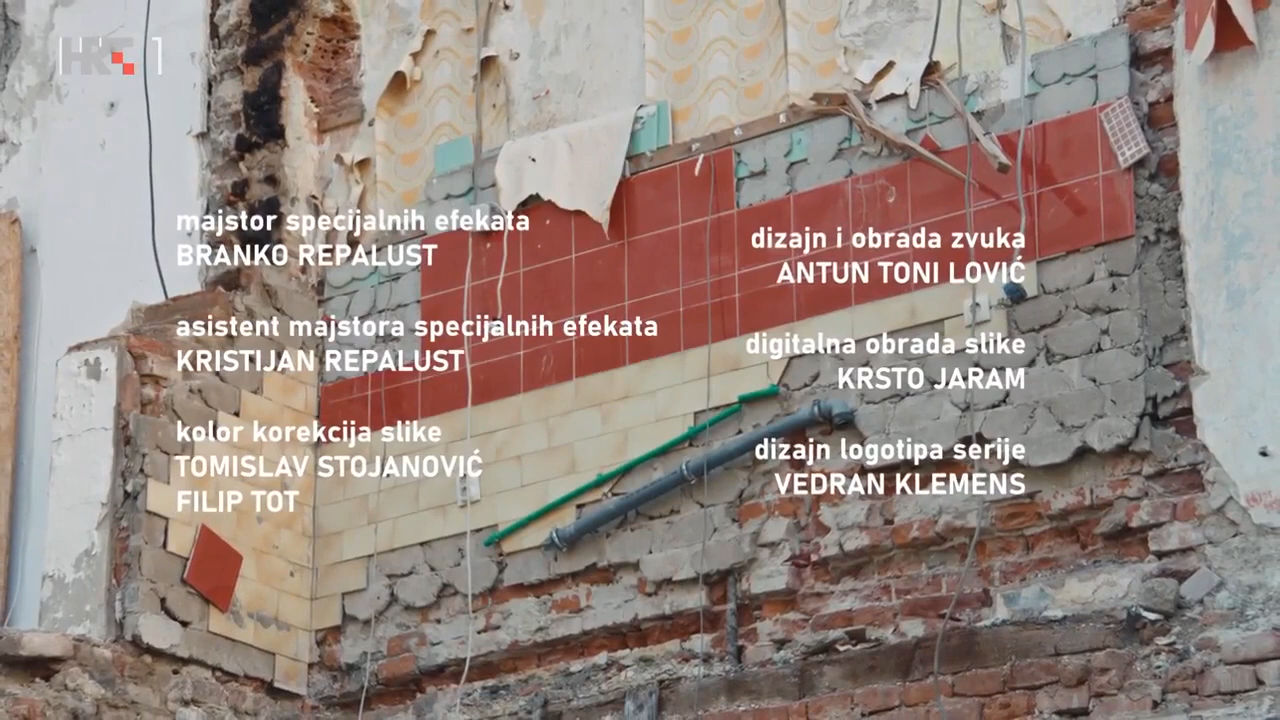 HRT 1
majstor specijalnih efekata
BRANKO REPALUST
asistent majstora specijalnih efekata
KRISTIJAN REPALUST
kolor korekcija slike
TOMISLAV STOJANOVIĆ
FILIP TOT
dizajn i obrada zvuka
ANTUN TONI LOVIĆ
digitalna obrada slike
KRSTO JARAM
dizajn logotipa serije
VEDRAN KLEMENS